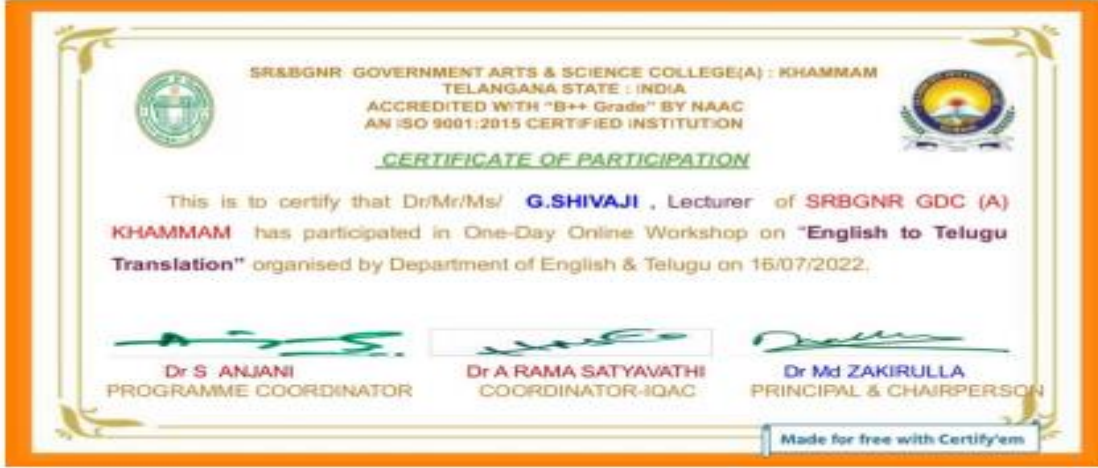 SR&BGNR GOVERNMENT ARTS & SCIENCE COLLEGE(A) : KHAMMAM
TELANGANA STATE : INDIA
ACCREDITED WITH "B++ Grade" BY NAAC
AN ISO 9001:2015 CERTIFIED INSTITUTION
CERTIFICATE OF PARTICIPATION
This is to certify that Dr/Mr/Ms/ G.SHIVAJI , Lecturer of SRBGNR GDC (A)
KHAMMAM has participated in One-Day Online Workshop on "English to Telugu
Translation" organised by Department of English & Telugu on 16/07/2022.
Dr S ANJANI
PROGRAMME COORDINATOR
Dr A RAMA SATYAVATHI
COORDINATOR-IQAC
Dr Md ZAKIRULLA
PRINCIPAL & CHAIRPERSON
Made for free with Certify'em